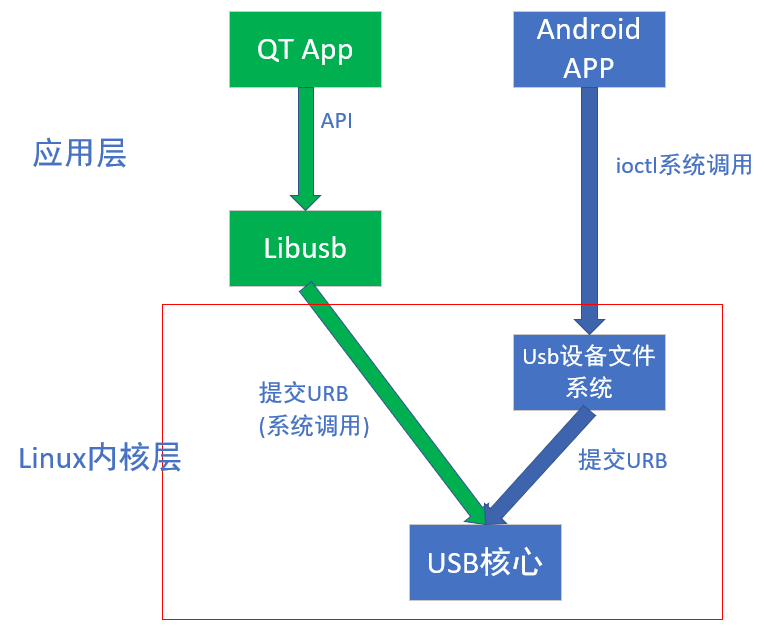 QT App
Android
APP
API
应用层
ioctl系统调用
Libusb
Usb设备文件
系统
提交URB
(系统调用)
Linux内核层
提交URB
USB核心